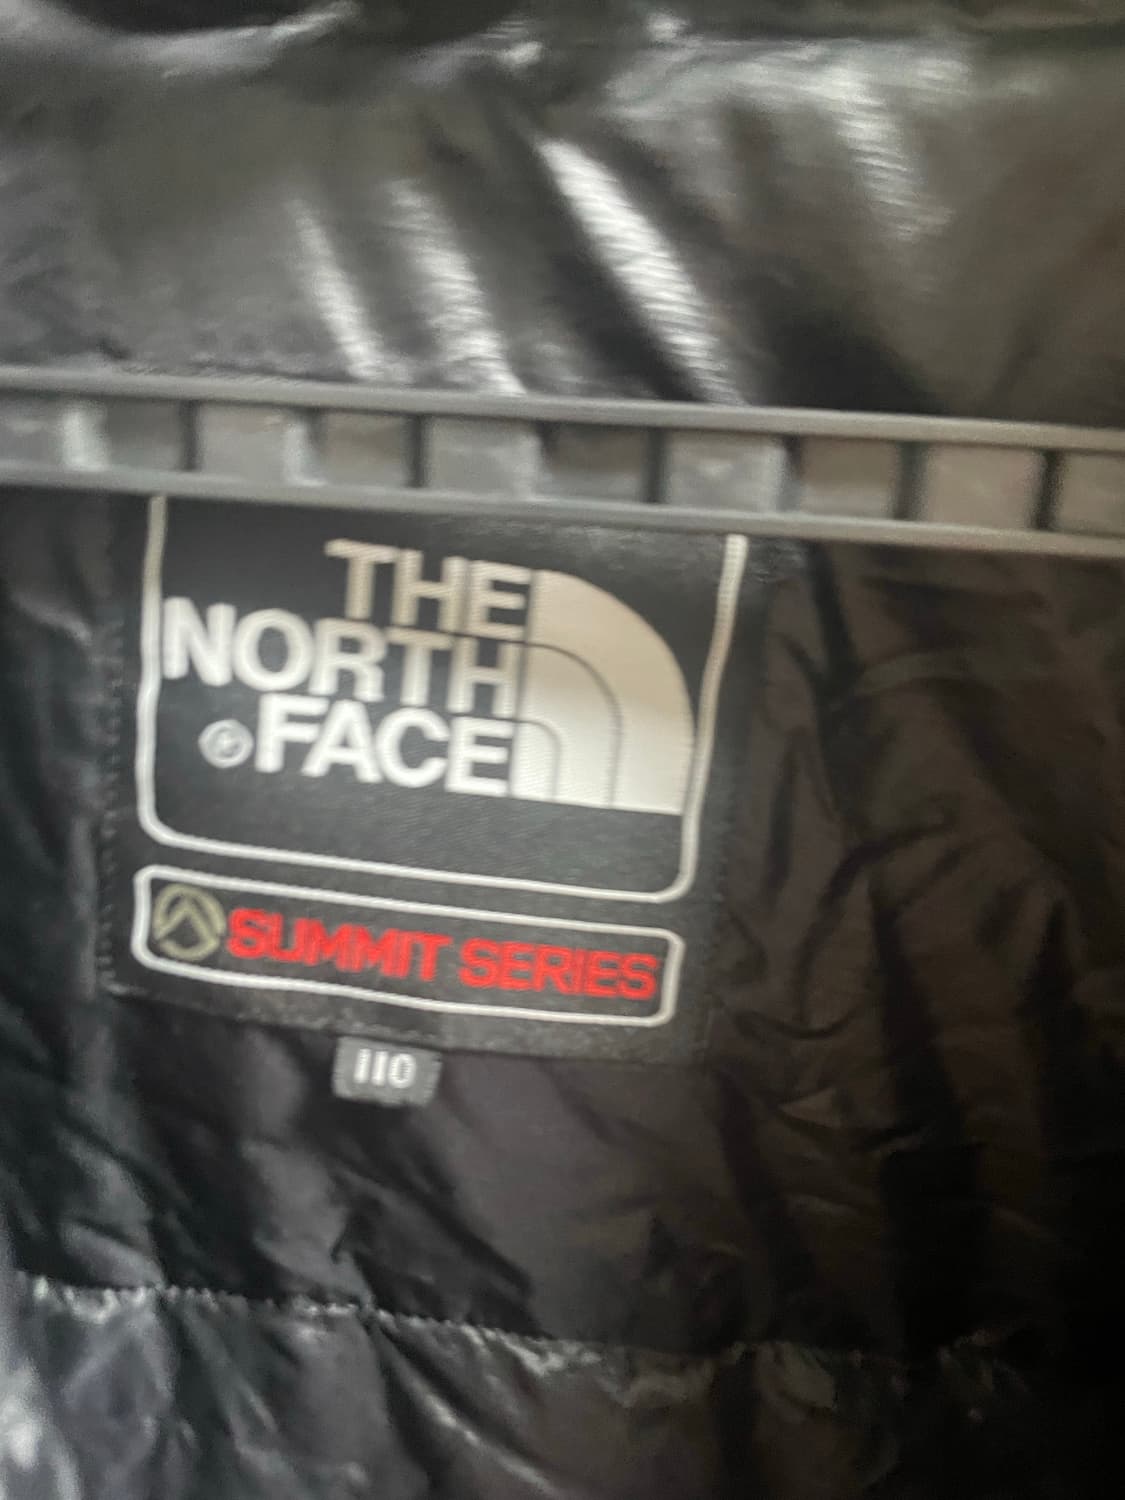 THE
NORTH
®FACE
SUMMIT SERIES
110